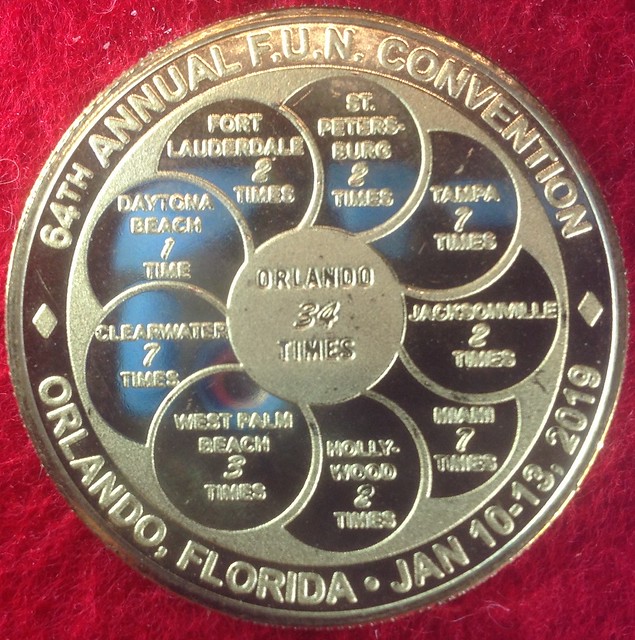 64TH ANNUAL F.U.N. CONVENTION
ST.
PETERS-
BURG
2
TIMES
TAMPA
7
TIMES
JACKSONVILLE
2
TIMES
MIAMI
7
TIMES
HOLLY-
WOOD
2
TIMES
WEST PALM
BEACH
3
TIMES
CLEARWATER
7
TIMES
DAYTONA
BEACH
1
TIME
FORT
LAUDERDALE
2
TIMES
ORLANDO
34
TIMES
ORLANDO, FLORIDA • JAN 10-13, 2019